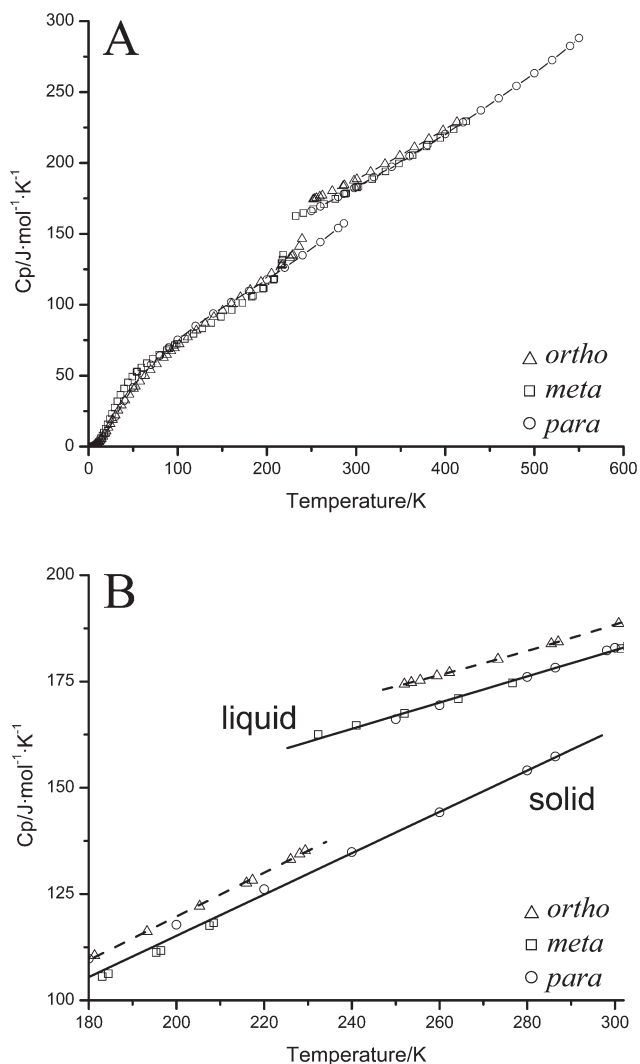 A
300
250
200
150
100
50
0
Cp/J·mol⁻¹·K⁻¹
ortho
meta
para
0 100 200 300 400 500 600
Temperature/K
B
200
175
150
125
100
Cp/J·mol⁻¹·K⁻¹
liquid
solid
ortho
meta
para
180 200 220 240 260 280 300
Temperature/K